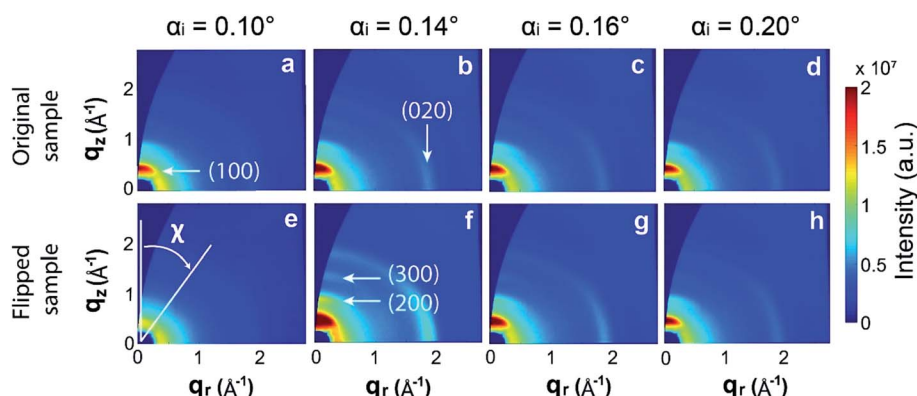 αi = 0.10° αi = 0.14° αi = 0.16° αi = 0.20°
Original sample
qz (Å-1)
2
1
0
a
(100)
b
(020)
c
d
x 10⁷
2
1.5
1
0.5
0
Intensity (a.u.)
Flipped sample
qz (Å-1)
2
1
0
e
χ
f
(300)
(200)
g
h
0 1 2 0 1 2 0 1 2 0 1 2
qr (Å-1) qr (Å-1) qr (Å-1) qr (Å-1)